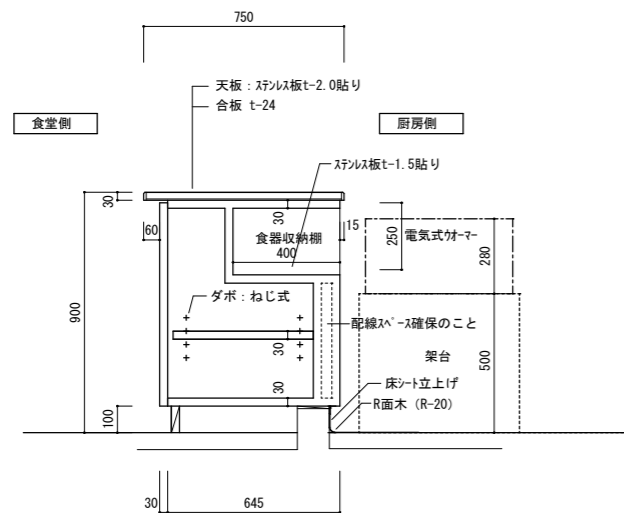 750
天板：ステンレス板t-2.0貼り
合板 t-24
食堂側
厨房側
ステンレス板t-1.5貼り
30
30
60
15
食器収納棚
400
250
電気式ウオーマー
280
900
ダボ：ねじ式
配線スペース確保のこと
30
架台
500
床シート立上げ
30
R面木（R-20）
100
30
645